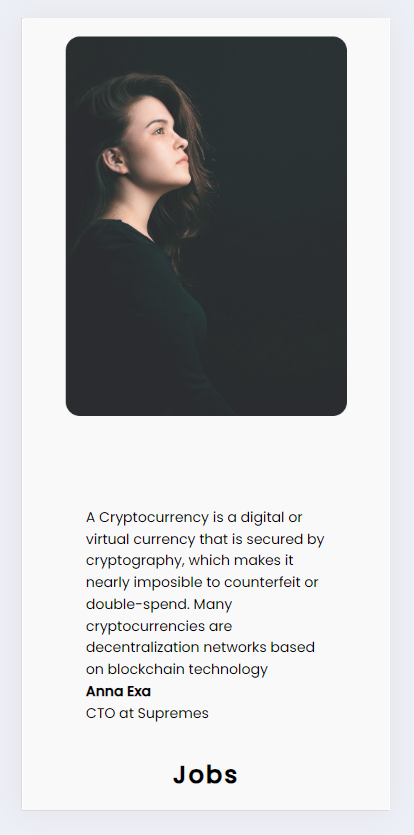 A Cryptocurrency is a digital or
virtual currency that is secured by
cryptography, which makes it
nearly imposible to counterfeit or
double-spend. Many
cryptocurrencies are
decentralization networks based
on blockchain technology
Anna Exa
CTO at Supremes
Jobs